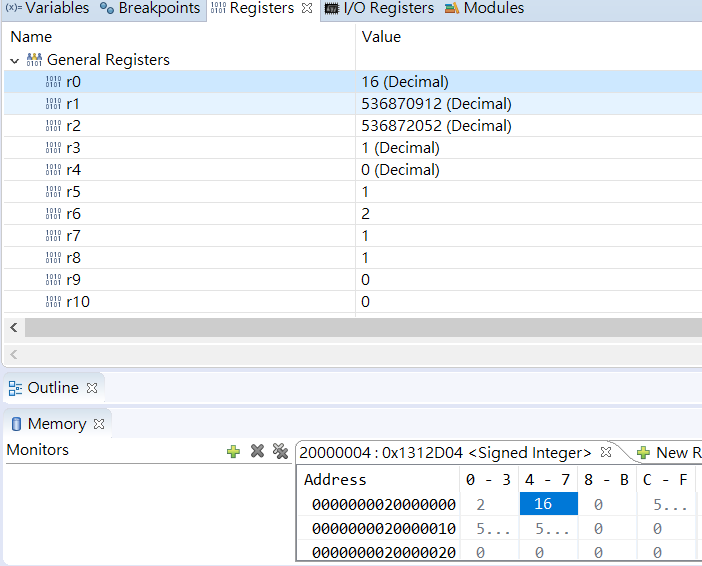 (x)= Variables Breakpoints Registers I/O Registers Modules
Name Value
General Registers
r0 16 (Decimal)
r1 536870912 (Decimal)
r2 536872052 (Decimal)
r3 1 (Decimal)
r4 0 (Decimal)
r5 1
r6 2
r7 1
r8 1
r9 0
r10 0
Outline
Memory
Monitors 20000004 : 0x1312D04 <Signed Integer> New R
Address 0 - 3 4 - 7 8 - B C - F
0000000020000000 2 16 0 5...
0000000020000010 5... 5... 0 0
0000000020000020 0 0 0 0